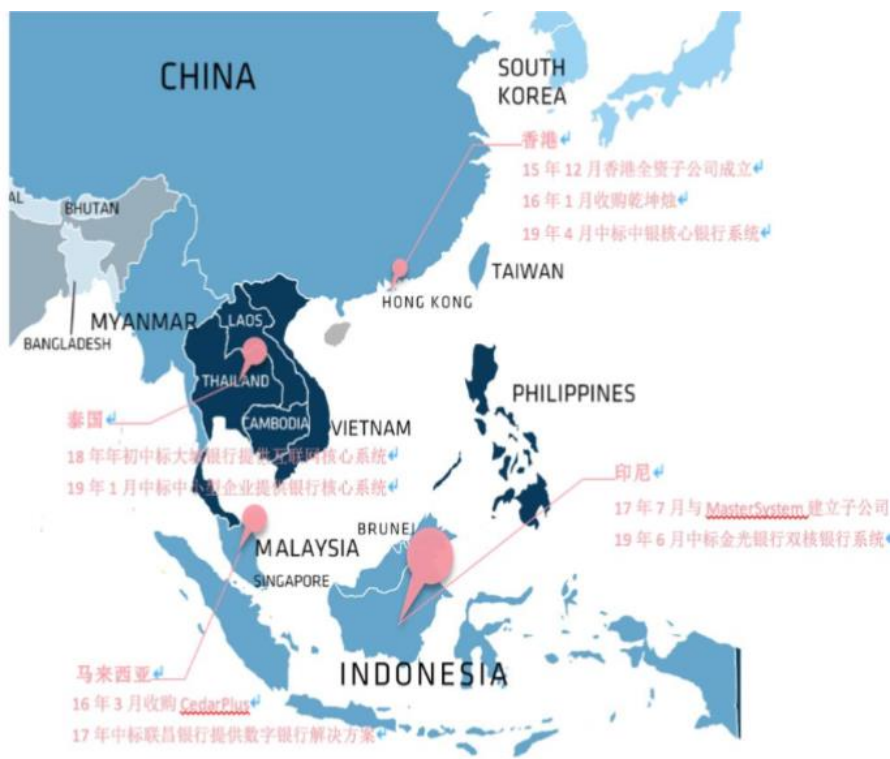 CHINA
SOUTH
KOREA
香港
15 年 12 月香港全资子公司成立
16 年 1 月收购乾坤烛
19 年 4 月中标中银核心银行系统
AL
BHUTAN
TAIWAN
HONG KONG
MYANMAR
LAOS
BANGLADESH
THAILAND
PHILIPPINES
泰国
CAMBODIA
VIETNAM
18 年年初中标大城银行提供互联网核心系统
19 年 1 月中标中小型企业提供银行核心系统
印尼
17 年 7 月与 MasterSystem 建立子公司
19 年 6 月中标金光银行双核银行系统
BRUNEI
MALAYSIA
SINGAPORE
马来西亚
INDONESIA
16 年 3 月收购 CedarPlus
17 年中标联昌银行提供数字银行解决方案